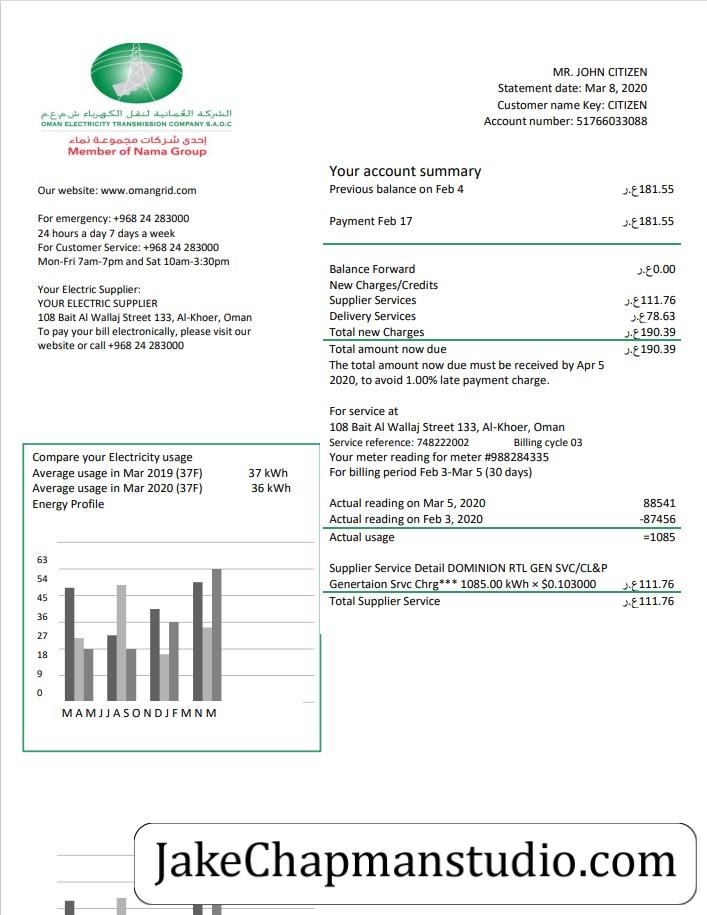 الشركة العُمانية لنقل الكهرباء ش.م.ع.م
OMAN ELECTRICITY TRANSMISSION COMPANY S.A.O.C
إحدى شركات مجموعة نماء
Member of Nama Group
MR. JOHN CITIZEN
Statement date: Mar 8, 2020
Customer name Key: CITIZEN
Account number: 51766033088
Our website: www.omangrid.com
For emergency: +968 24 283000
24 hours a day 7 days a week
For Customer Service: +968 24 283000
Mon-Fri 7am-7pm and Sat 10am-3:30pm
Your Electric Supplier:
YOUR ELECTRIC SUPPLIER
108 Bait Al Wallaj Street 133, Al-Khoer, Oman
To pay your bill electronically, please visit our
website or call +968 24 283000
Your account summary
Previous balance on Feb 4 ر.ع181.55
Payment Feb 17 ر.ع181.55
Balance Forward ر.ع0.00
New Charges/Credits
Supplier Services ر.ع111.76
Delivery Services ر.ع78.63
Total new Charges ر.ع190.39
Total amount now due ر.ع190.39
The total amount now due must be received by Apr 5
2020, to avoid 1.00% late payment charge.
For service at
108 Bait Al Wallaj Street 133, Al-Khoer, Oman
Service reference: 748222002 Billing cycle 03
Your meter reading for meter #988284335
For billing period Feb 3-Mar 5 (30 days)
Actual reading on Mar 5, 2020 88541
Actual reading on Feb 3, 2020 -87456
Actual usage =1085
Supplier Service Detail DOMINION RTL GEN SVC/CL&P
Genertaion Srvc Chrg*** 1085.00 kWh × $0.103000 ر.ع111.76
Total Supplier Service ر.ع111.76
Compare your Electricity usage
Average usage in Mar 2019 (37F) 37 kWh
Average usage in Mar 2020 (37F) 36 kWh
Energy Profile
63
54
45
36
27
18
9
0
M A M J J A S O N D J F M N M
JakeChapmanstudio.com